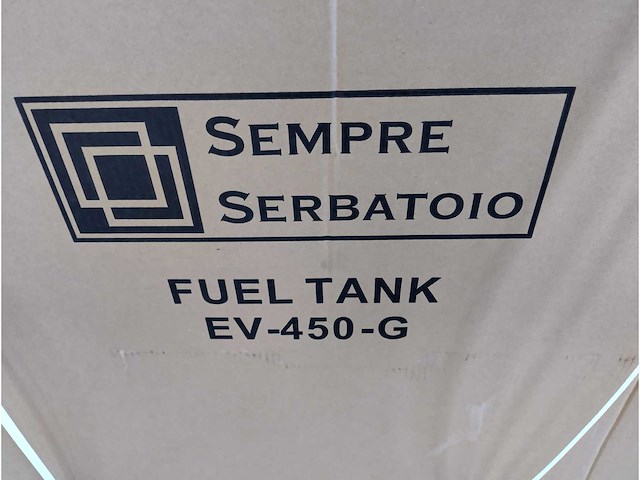 SEMPRE
SERBATOIO
FUEL TANK
EV-450-G